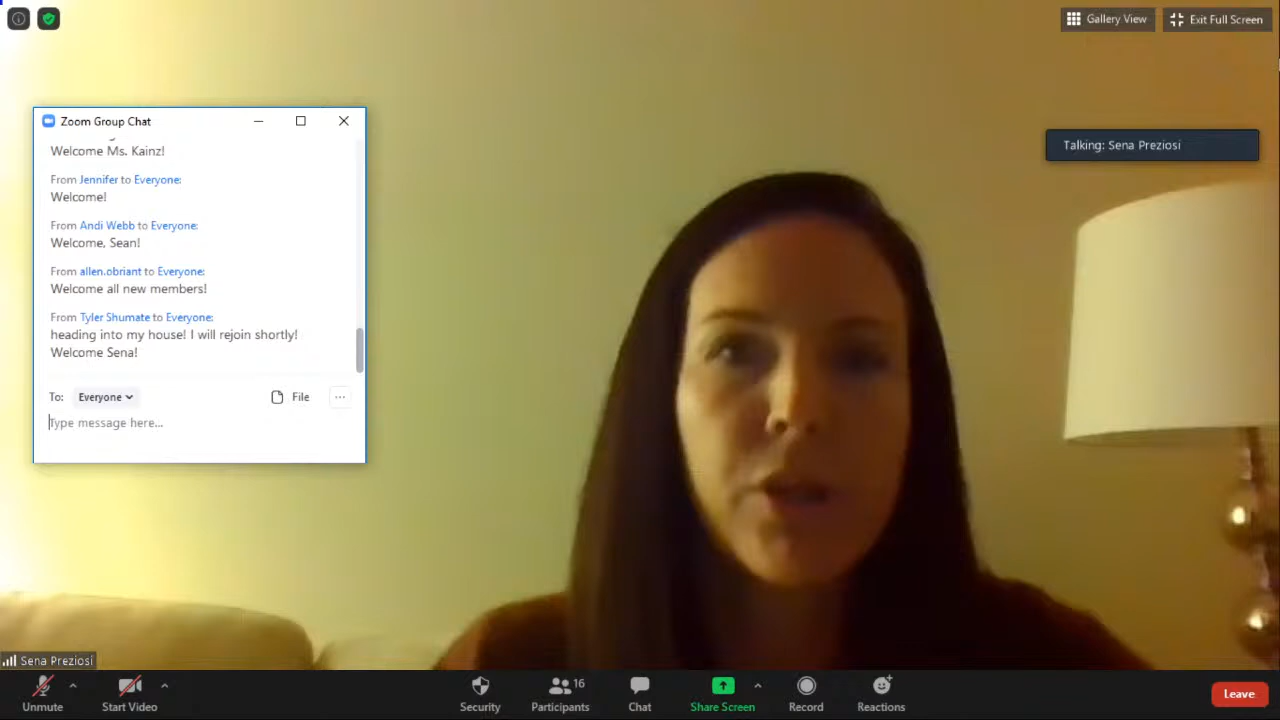 Gallery View
Exit Full Screen
Zoom Group Chat
Welcome Ms. Kainz!
From Jennifer to Everyone:
Welcome!
From Andi Webb to Everyone:
Welcome, Sean!
From allen.obriant to Everyone:
Welcome all new members!
From Tyler Shumate to Everyone:
heading into my house! I will rejoin shortly!
Welcome Sena!
To: Everyone
File
Type message here...
Talking: Sena Preziosi
Sena Preziosi
Unmute
Start Video
Security
Participants 16
Chat
Share Screen
Record
Reactions
Leave